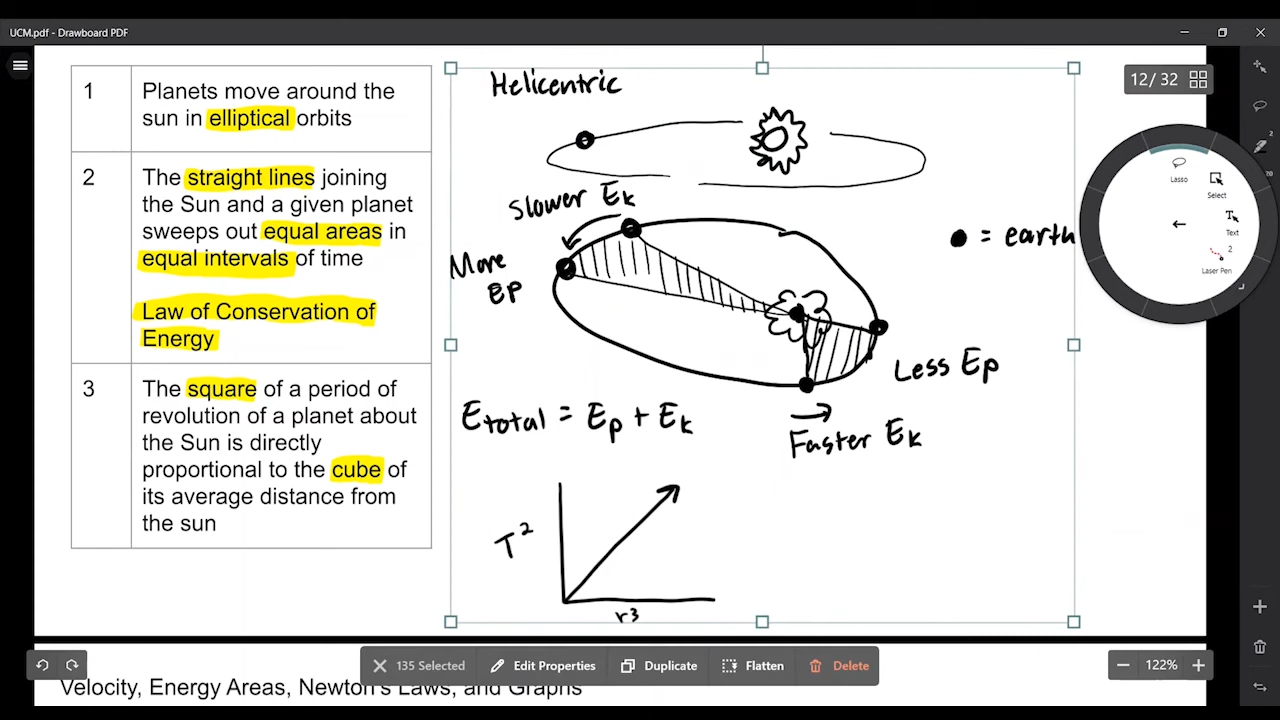 UCM.pdf - Drawboard PDF
1
Planets move around the
sun in elliptical orbits
2
The straight lines joining
the Sun and a given planet
sweeps out equal areas in
equal intervals of time
Law of Conservation of
Energy
3
The square of a period of
revolution of a planet about
the Sun is directly
proportional to the cube of
its average distance from
the sun
Helicentric
Slower Ek
More
Ep
= earth
Less Ep
Etotal = Ep + Ek
Faster Ek
T²
r3
12/ 32
Lasso
Select
Text
2
Laser Pen
2
135 Selected
Edit Properties
Duplicate
Flatten
Delete
122%
Velocity, Energy Areas, Newton's Laws, and Graphs